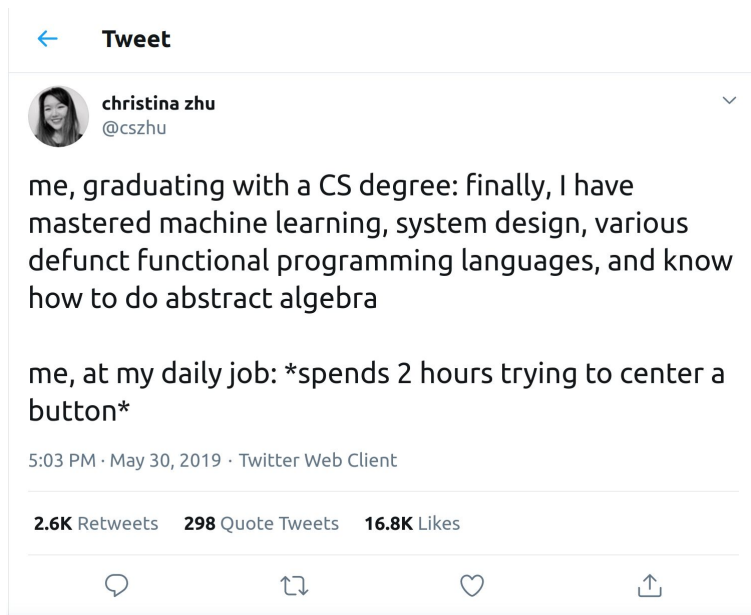 Tweet
christina zhu
@cszhu
me, graduating with a CS degree: finally, I have
mastered machine learning, system design, various
defunct functional programming languages, and know
how to do abstract algebra
me, at my daily job: *spends 2 hours trying to center a
button*
5:03 PM · May 30, 2019 · Twitter Web Client
2.6K Retweets 298 Quote Tweets 16.8K Likes